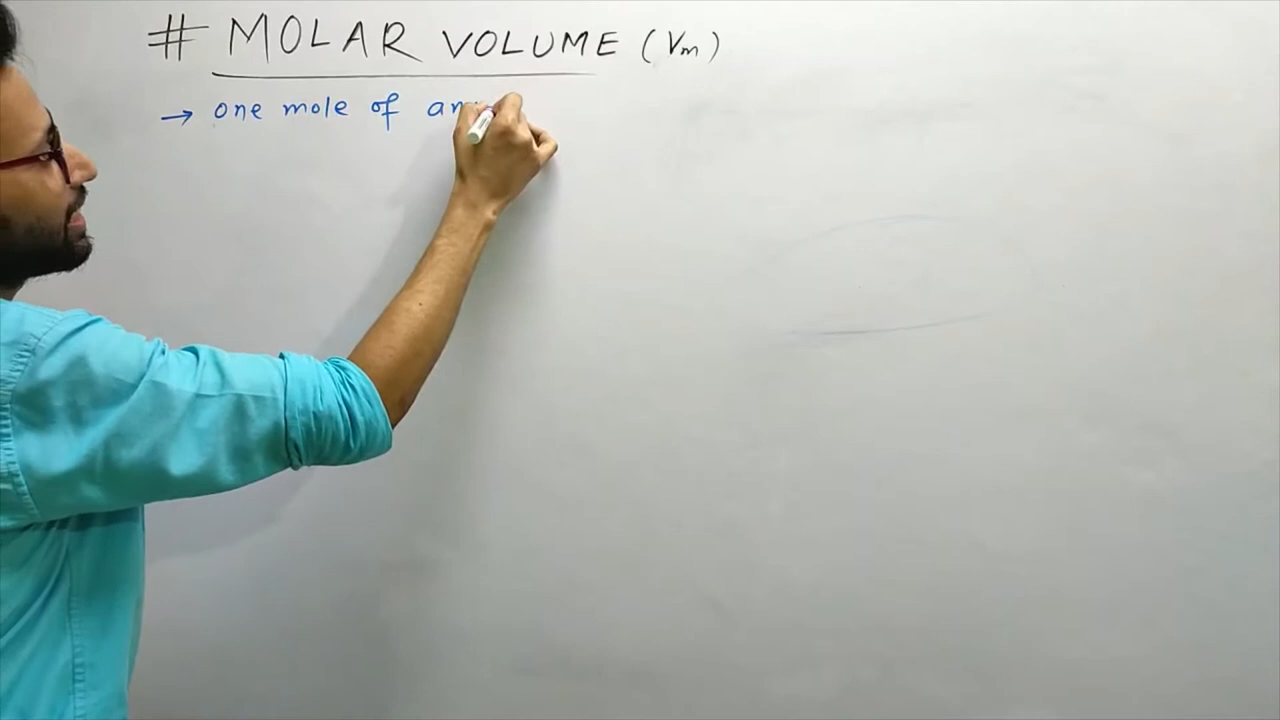 # MOLAR VOLUME (Vm)
→ one mole of